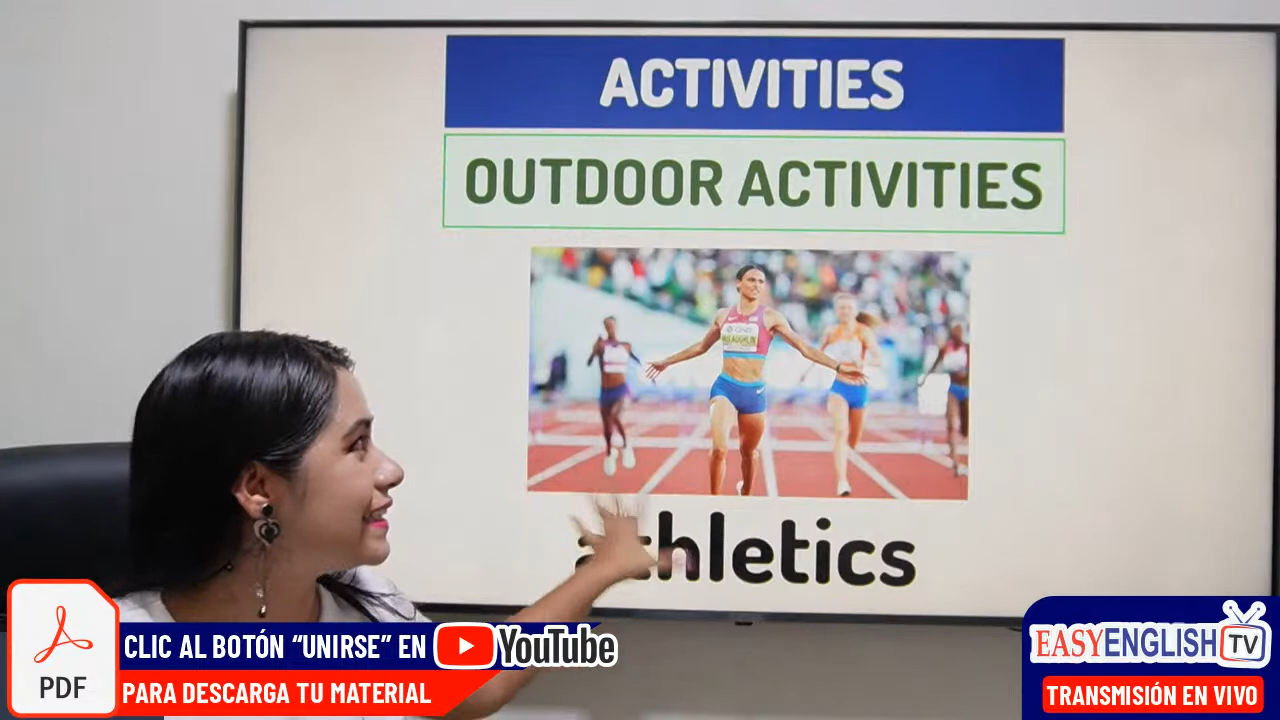 ACTIVITIES
OUTDOOR ACTIVITIES
athletics
CLIC AL BOTÓN “UNIRSE” EN YouTube
PARA DESCARGA TU MATERIAL
PDF
EASYENGLISH TV
TRANSMISIÓN EN VIVO